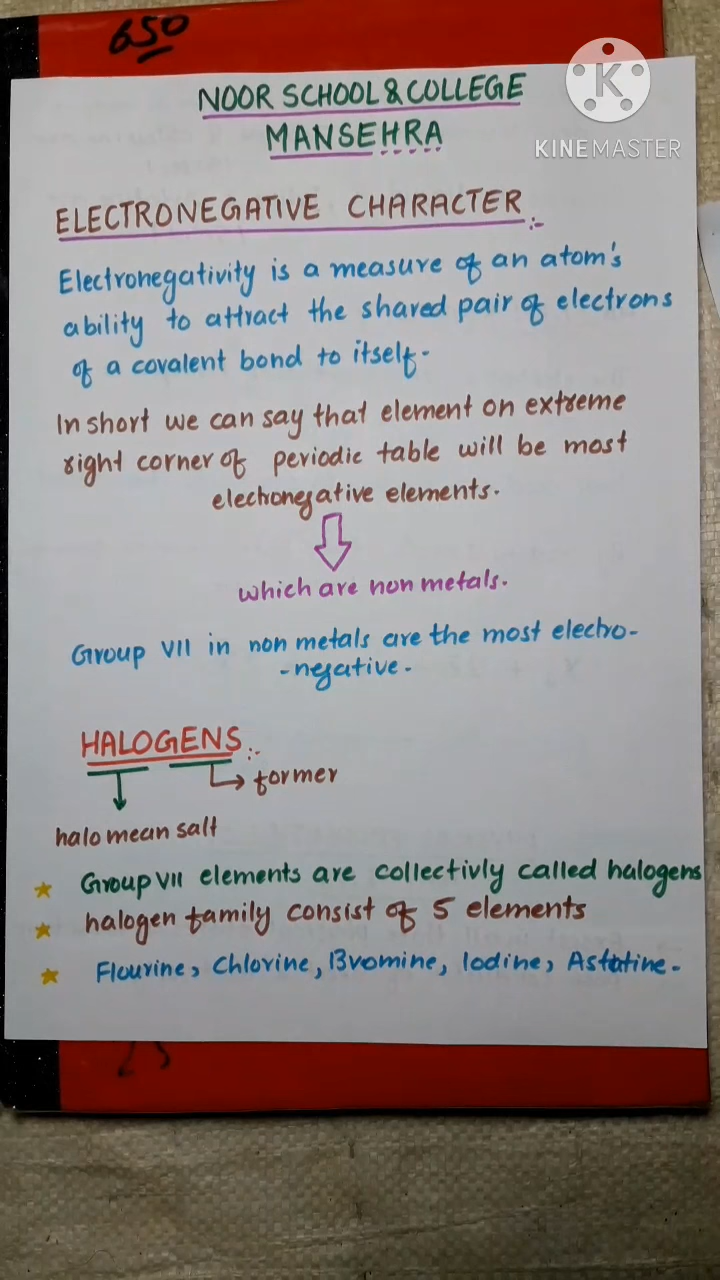 650
NOOR SCHOOL & COLLEGE
MANSEHRA
K
KINEMASTER
ELECTRONEGATIVE CHARACTER :-
Electronegativity is a measure of an atom's
ability to attract the shared pair of electrons
of a covalent bond to itself.
In short we can say that element on extreme
right corner of periodic table will be most
electronegative elements.
which are non metals.
Group VII in non metals are the most electro-
-negative.
HALOGENS :-
former
halo mean salt
Group VII elements are collectivly called halogens
halogen family consist of 5 elements
Flourine, Chlorine, Bromine, Iodine, Astatine.